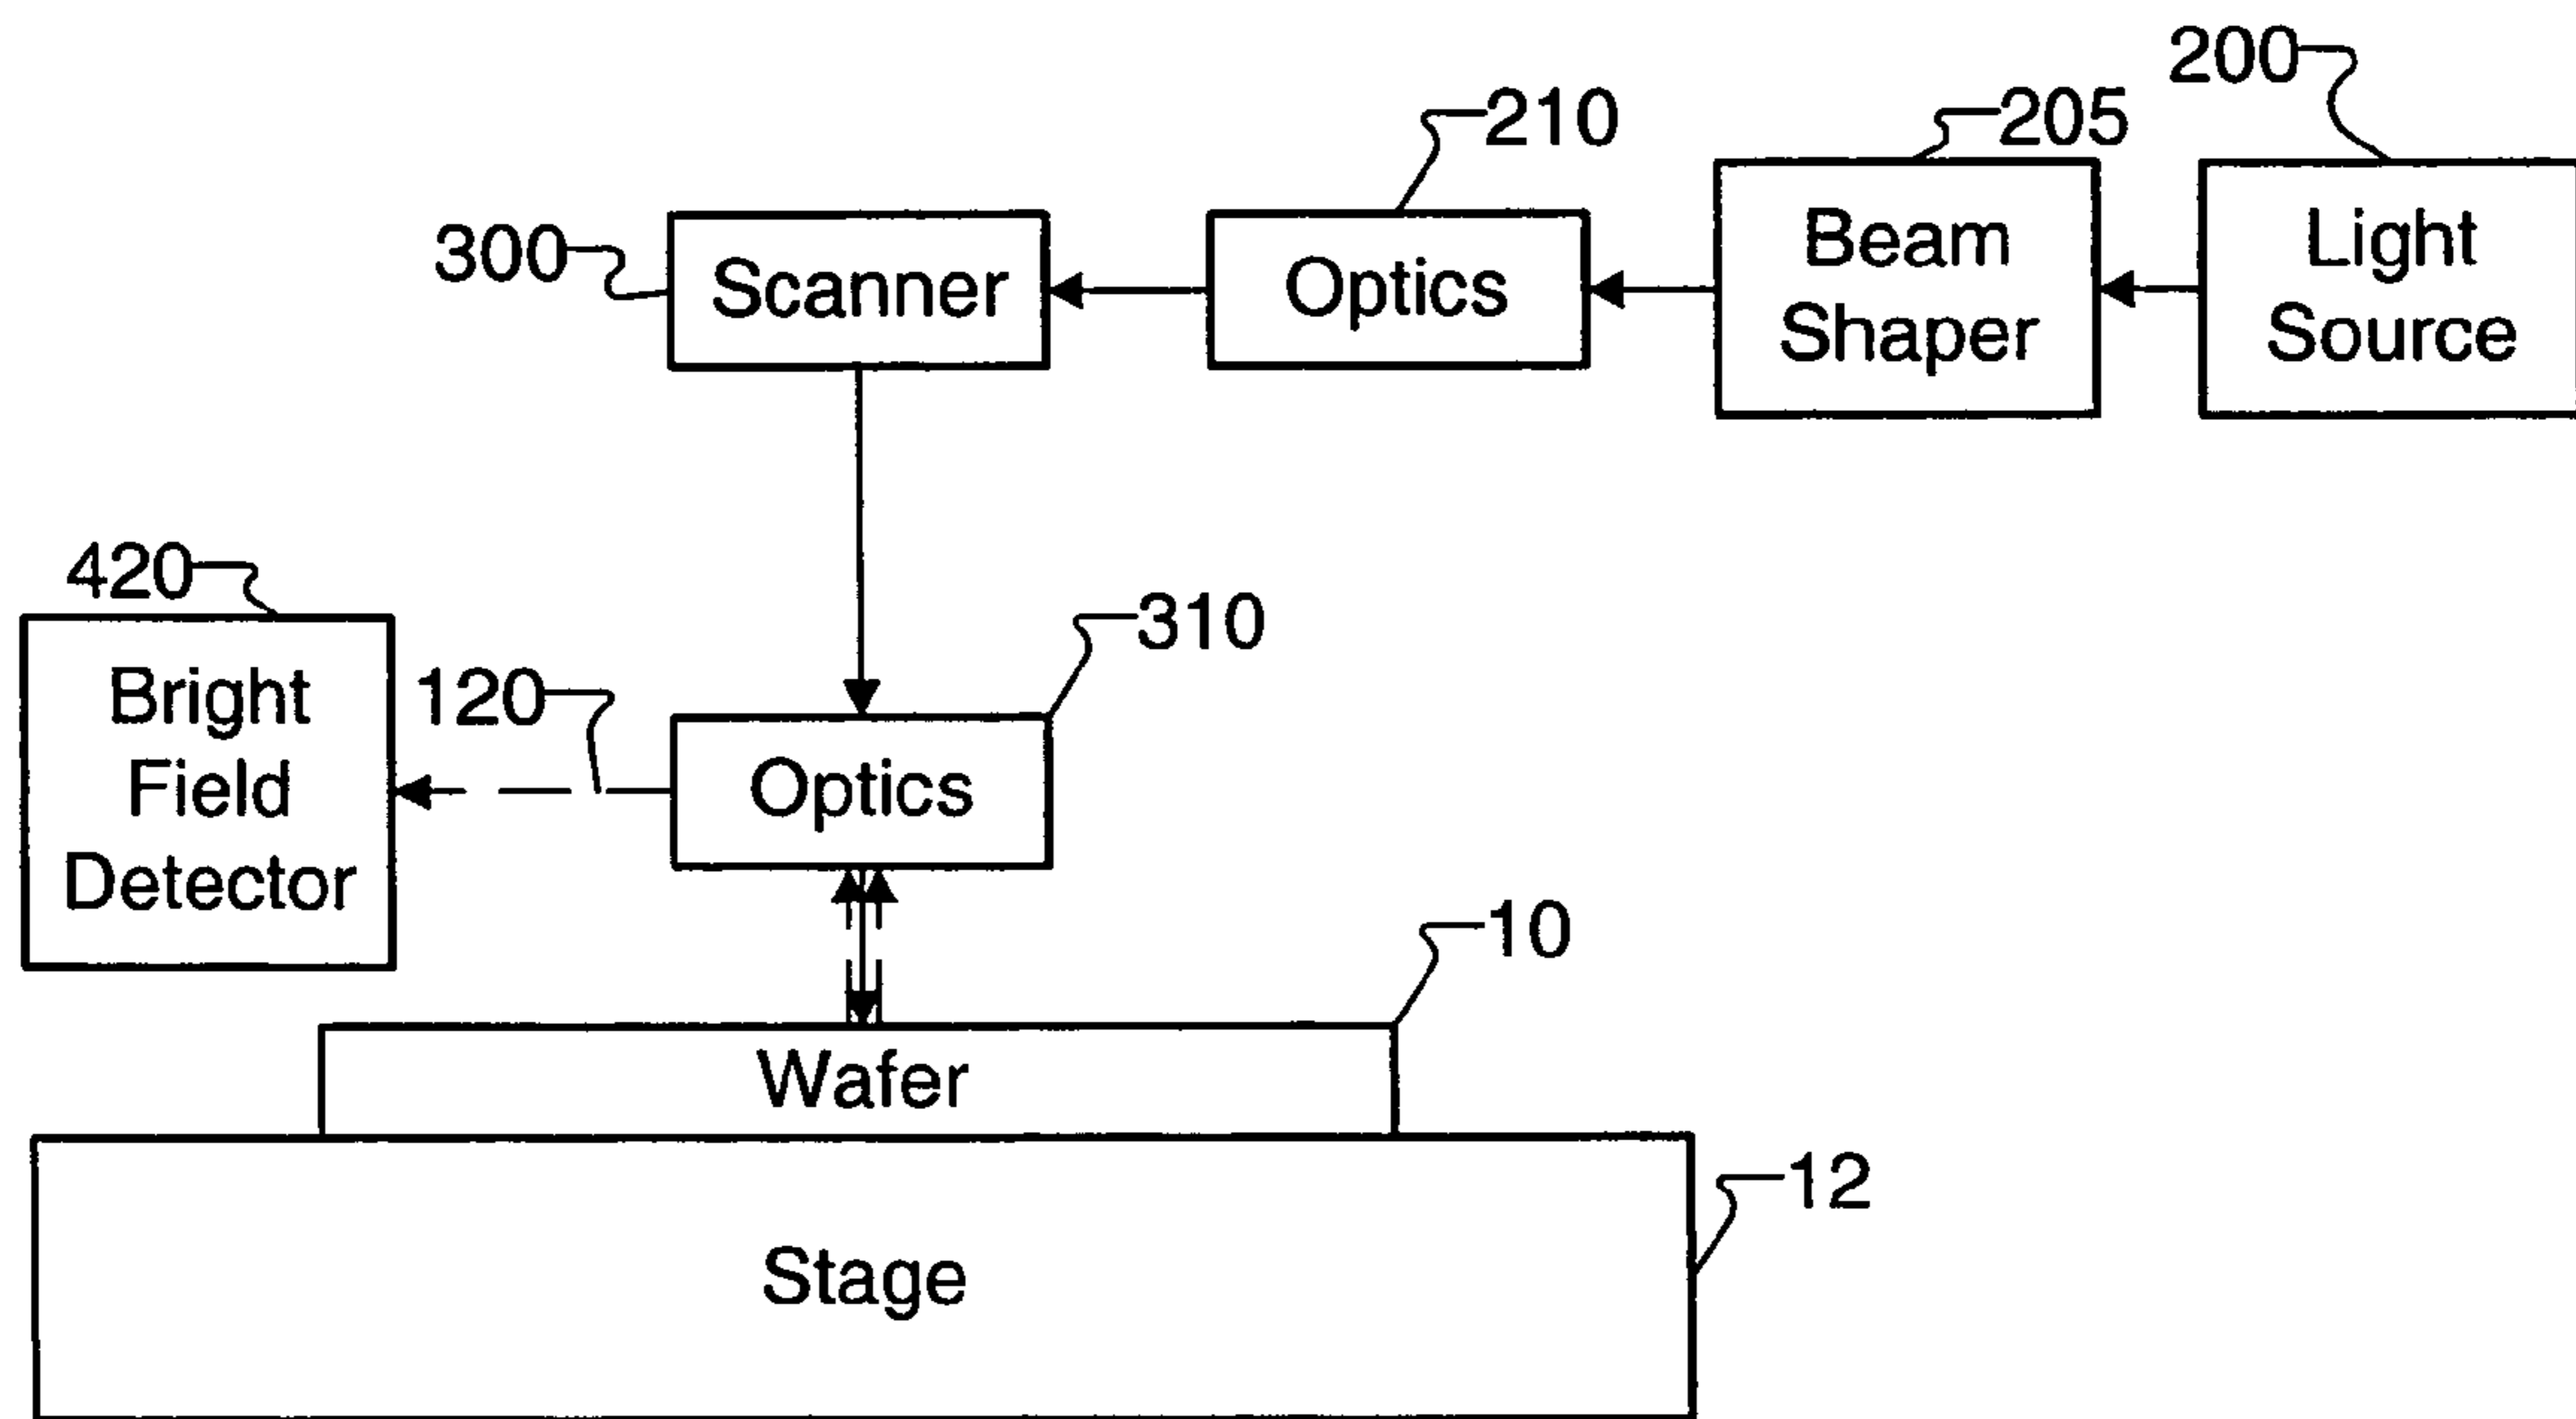 200
210
205
300
Scanner
Optics
Beam
Shaper
Light
Source
420
310
Bright
Field
Detector
120
Optics
10
Wafer
12
Stage